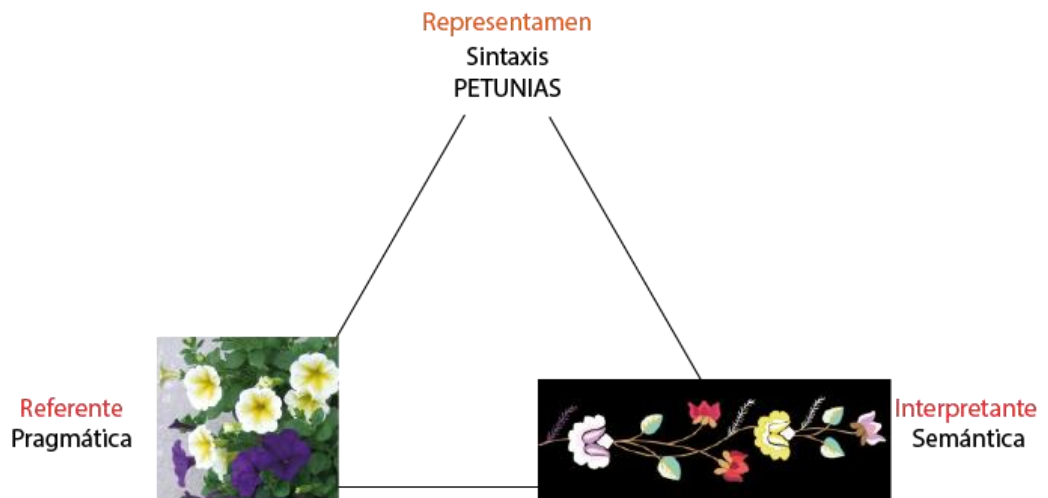 Representamen
Sintaxis
PETUNIAS
Referente
Pragmática
Interpretante
Semántica